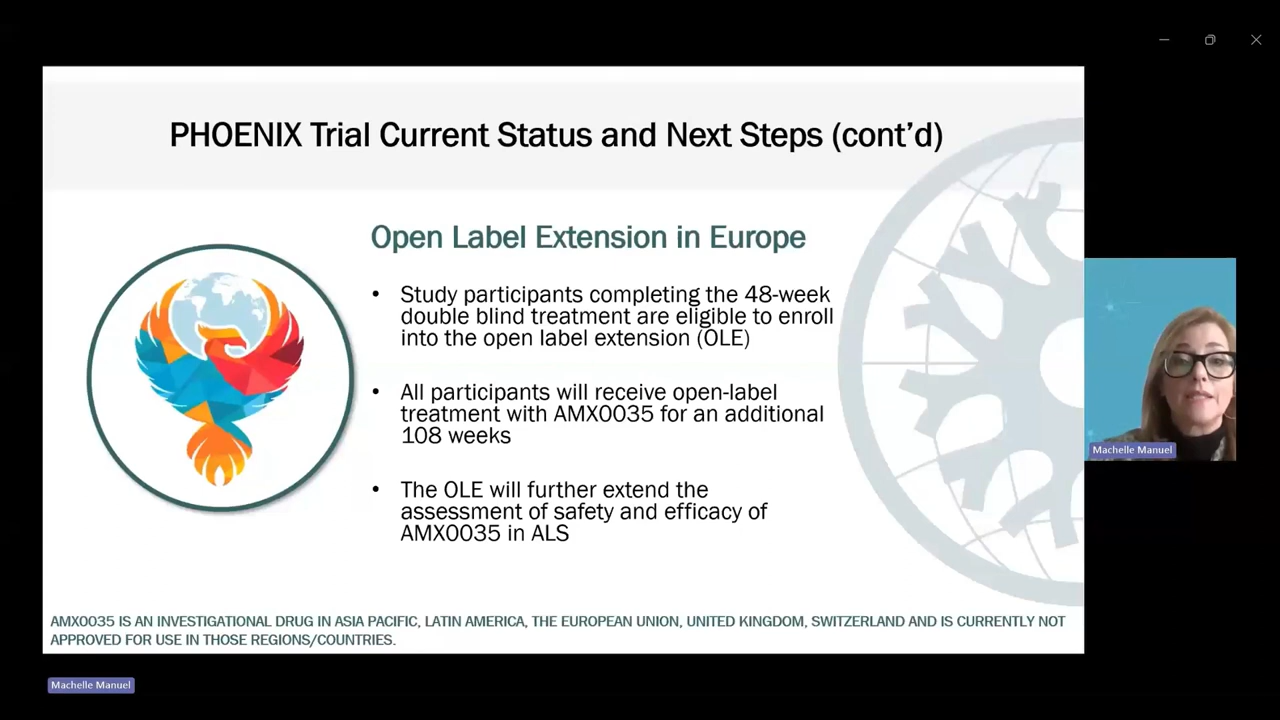 PHOENIX Trial Current Status and Next Steps (cont’d)
Open Label Extension in Europe
• Study participants completing the 48-week
double blind treatment are eligible to enroll
into the open label extension (OLE)
• All participants will receive open-label
treatment with AMX0035 for an additional
108 weeks
• The OLE will further extend the
assessment of safety and efficacy of
AMX0035 in ALS
Machelle Manuel
AMX0035 IS AN INVESTIGATIONAL DRUG IN ASIA PACIFIC, LATIN AMERICA, THE EUROPEAN UNION, UNITED KINGDOM, SWITZERLAND AND IS CURRENTLY NOT
APPROVED FOR USE IN THOSE REGIONS/COUNTRIES.
Machelle Manuel